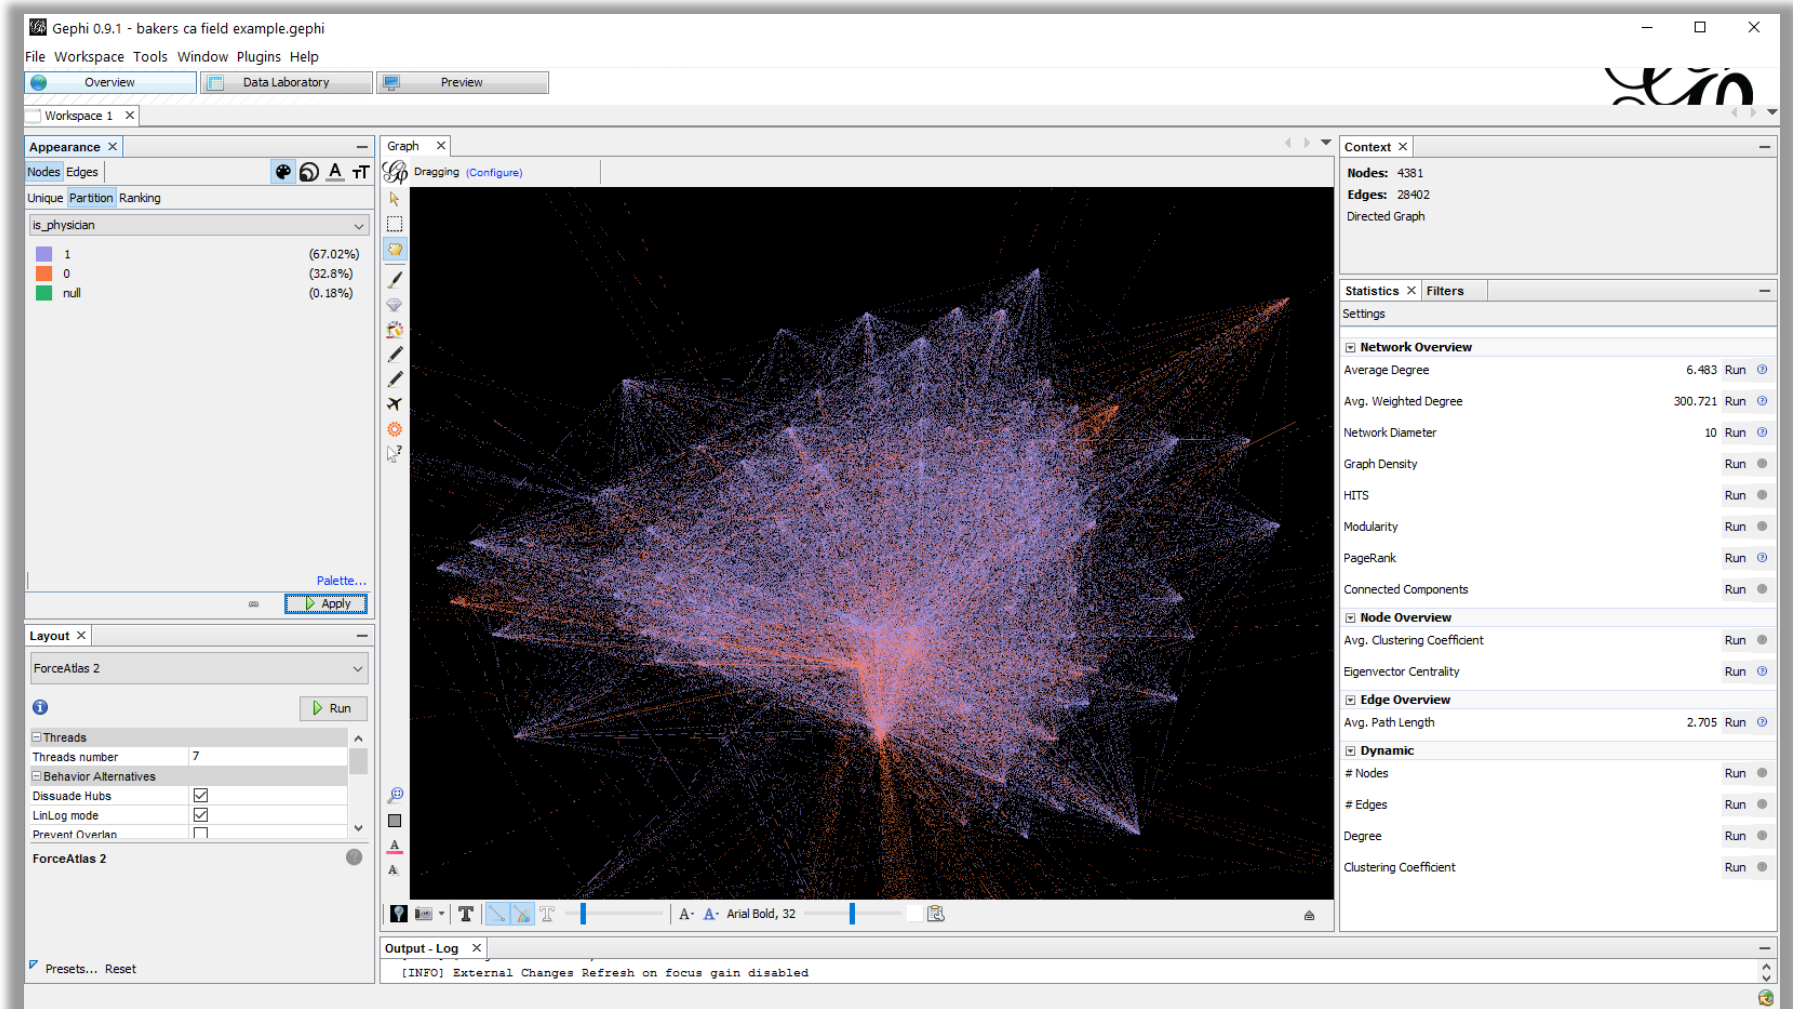 Gephi 0.9.1 - bakers ca field example.gephi
File Workspace Tools Window Plugins Help
Overview
Data Laboratory
Preview
Workspace 1
Appearance
Nodes Edges
A
TT
Unique Partition Ranking
is_physician
1 (67.02%)
0 (32.8%)
null (0.18%)
Palette...
Apply
Layout
ForceAtlas 2
Run
Threads
Threads number 7
Behavior Alternatives
Dissuade Hubs
LinLog mode
Prevent Overlap
ForceAtlas 2
Presets... Reset
Graph
Dragging (Configure)
A
A
T
T
A- A- Arial Bold, 32
Output - Log
[INFO] External Changes Refresh on focus gain disabled
Context
Nodes: 4381
Edges: 28402
Directed Graph
Statistics
Filters
Settings
Network Overview
Average Degree 6.483 Run
Avg. Weighted Degree 300.721 Run
Network Diameter 10 Run
Graph Density Run
HITS Run
Modularity Run
PageRank Run
Connected Components Run
Node Overview
Avg. Clustering Coefficient Run
Eigenvector Centrality Run
Edge Overview
Avg. Path Length 2.705 Run
Dynamic
# Nodes Run
# Edges Run
Degree Run
Clustering Coefficient Run